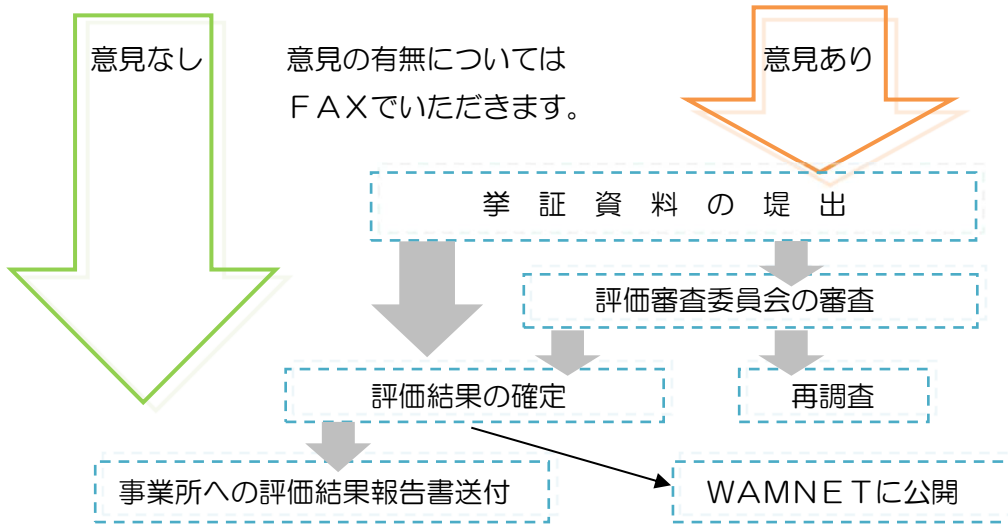 意見なし
意見の有無については
ＦＡＸでいただきます。
意見あり
挙 証 資 料 の 堤 出
評価審査委員会の審査
評価結果の確定
再調査
事業所への評価結果報告書送付
ＷＡＭＮＥＴに公開